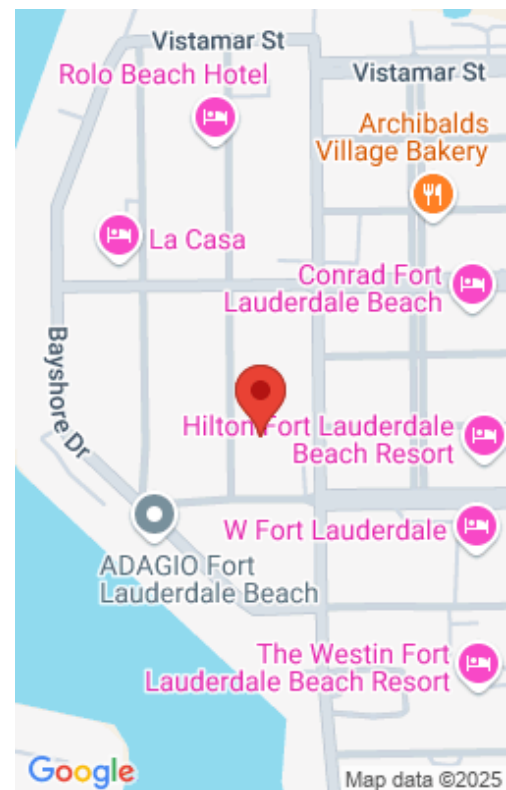 Vistamar St
Rolo Beach Hotel
Vistamar St
Archibalds
Village Bakery
La Casa
Conrad Fort
Lauderdale Beach
Bayshore Dr
Hilton Fort Lauderdale
Beach Resort
W Fort Lauderdale
ADAGIO Fort
Lauderdale Beach
The Westin Fort
Lauderdale Beach Resort
Google
Map data ©2025